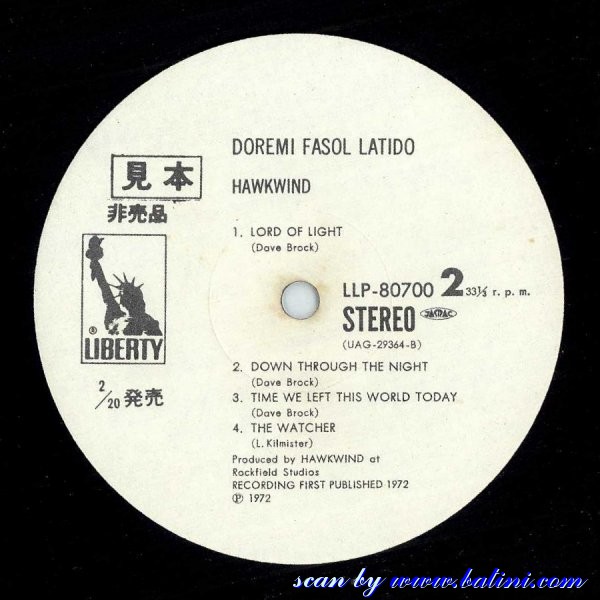 DOREMI FASOL LATIDO
見本
HAWKWIND
非売品
1. LORD OF LIGHT
(Dave Brock)
LLP-80700 2 33⅓ r. p. m.
STEREO JASRAC
(UAG-29364-B)
® LIBERTY
2. DOWN THROUGH THE NIGHT
(Dave Brock)
2/20 発売
3. TIME WE LEFT THIS WORLD TODAY
(Dave Brock)
4. THE WATCHER
(L. Kilmister)
Produced by HAWKWIND at
Rockfield Studios
RECORDING FIRST PUBLISHED 1972
℗ 1972
scan by www.batini.com